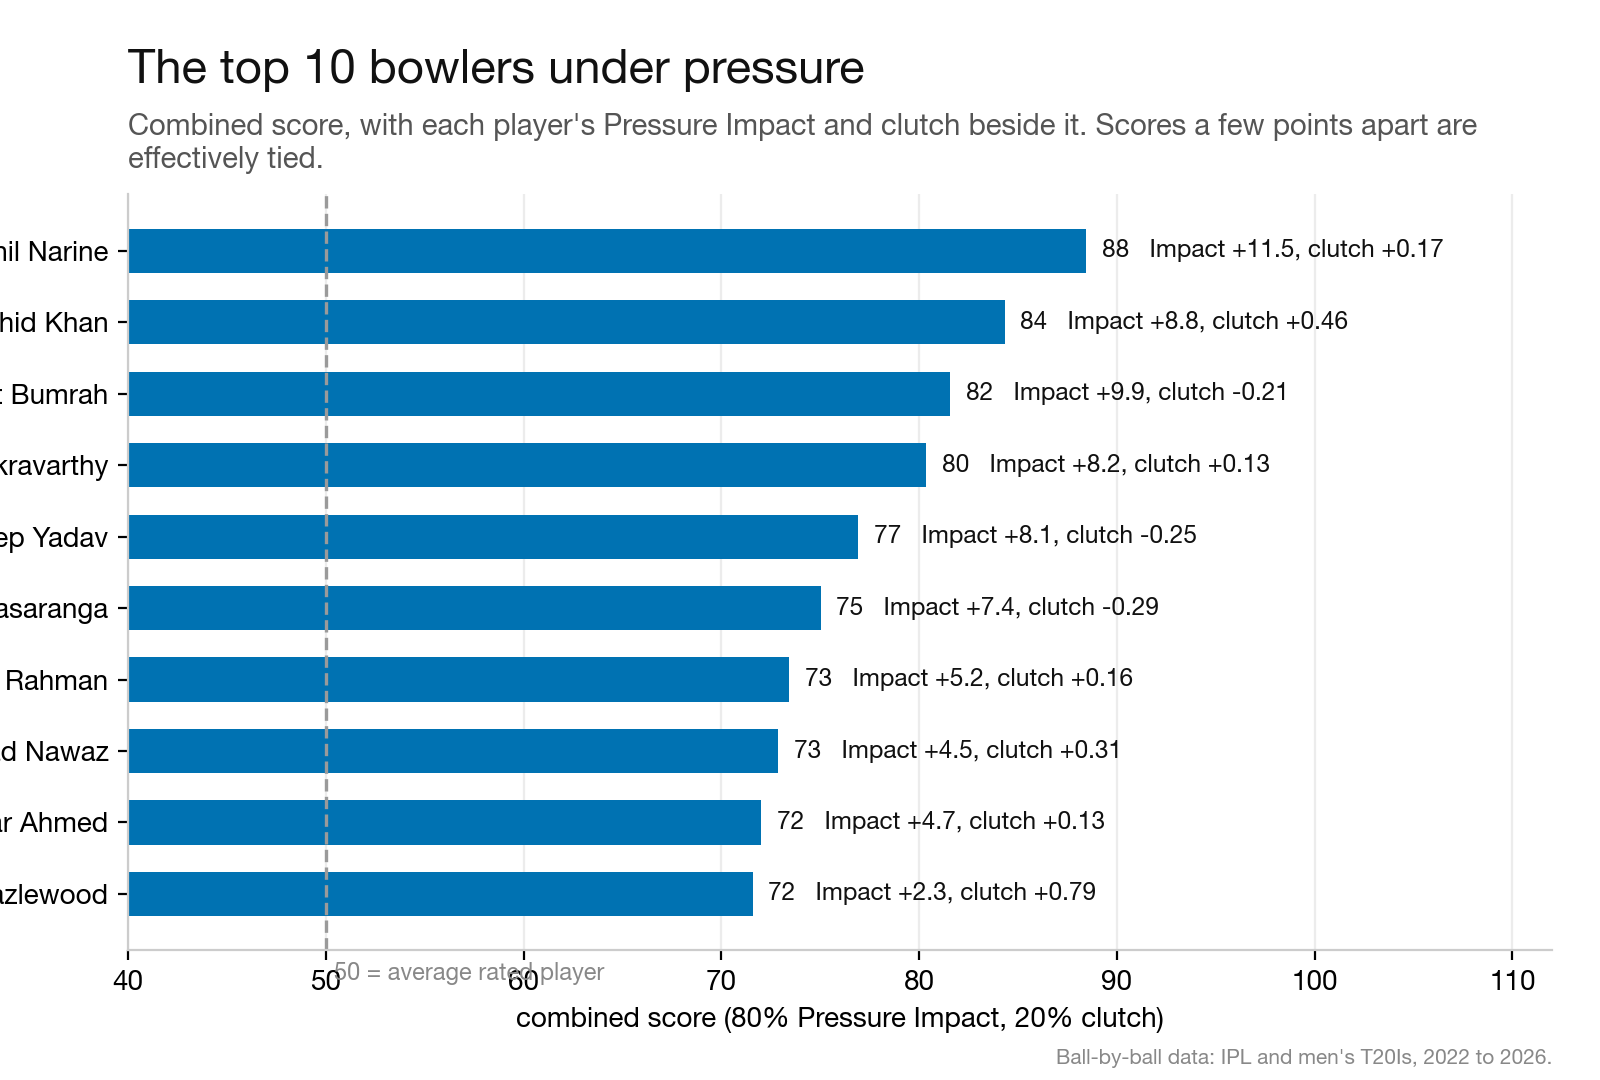 The top 10 bowlers under pressure
Combined score, with each player's Pressure Impact and clutch beside it. Scores a few points apart are
effectively tied.
nil Narine 88 Impact +11.5, clutch +0.17
hid Khan 84 Impact +8.8, clutch +0.46
t Bumrah 82 Impact +9.9, clutch -0.21
kravarthy 80 Impact +8.2, clutch +0.13
ep Yadav 77 Impact +8.1, clutch -0.25
asaranga 75 Impact +7.4, clutch -0.29
Rahman 73 Impact +5.2, clutch +0.16
d Nawaz 73 Impact +4.5, clutch +0.31
ar Ahmed 72 Impact +4.7, clutch +0.13
azlewood 72 Impact +2.3, clutch +0.79
50 = average rated player
40 50 60 70 80 90 100 110
combined score (80% Pressure Impact, 20% clutch)
Ball-by-ball data: IPL and men's T20Is, 2022 to 2026.